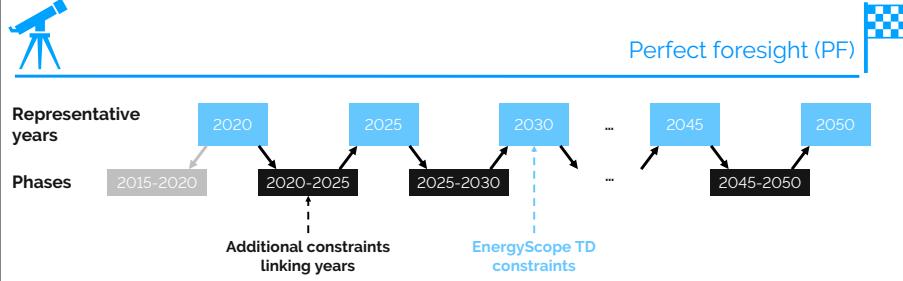 Perfect foresight (PF)
Representative
years
2020
2025
2030
...
2045
2050
Phases
2015-2020
2020-2025
2025-2030
...
2045-2050
Additional constraints
linking years
EnergyScope TD
constraints